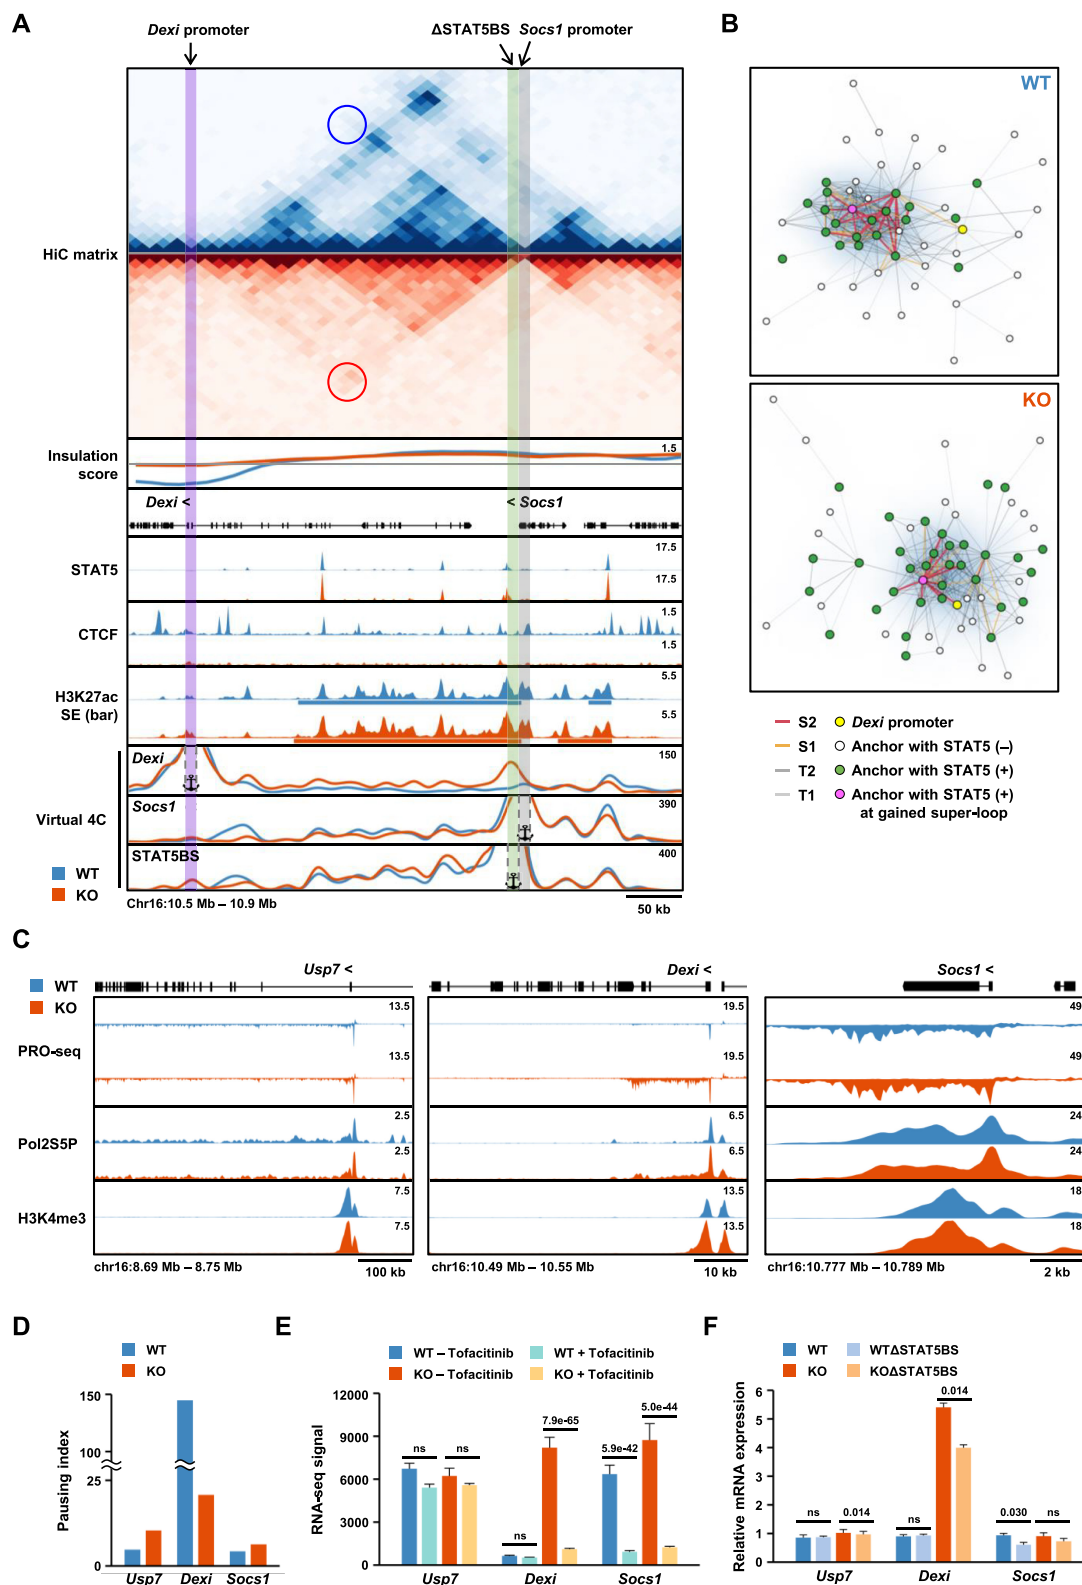 A
B
Dexi promoter
ΔSTAT5BS
Socs1 promoter
WT
HiC matrix
KO
Insulation
score
1.5
Dexi <
< Socs1
STAT5
17.5
17.5
CTCF
1.5
1.5
H3K27ac
SE (bar)
5.5
5.5
Virtual 4C
Dexi
150
Socs1
390
STAT5BS
400
WT
KO
Chr16:10.5 Mb – 10.9 Mb
50 kb
S2
Dexi promoter
S1
Anchor with STAT5 (–)
T2
Anchor with STAT5 (+)
T1
Anchor with STAT5 (+)
at gained super-loop
C
WT
KO
Usp7 <
Dexi <
Socs1 <
PRO-seq
13.5
19.5
49
13.5
19.5
49
Pol2S5P
2.5
6.5
24
2.5
6.5
24
H3K4me3
7.5
13.5
18
7.5
13.5
18
chr16:8.69 Mb – 8.75 Mb
100 kb
chr16:10.49 Mb – 10.55 Mb
10 kb
chr16:10.777 Mb – 10.789 Mb
2 kb
D
WT
KO
Pausing index
150
100
25
0
Usp7 Dexi Socs1
E
WT – Tofacitinib
WT + Tofacitinib
KO – Tofacitinib
KO + Tofacitinib
RNA-seq signal
12000
9000
6000
3000
0
ns
ns
ns
7.9e-65
5.9e-42
5.0e-44
Usp7
Dexi
Socs1
F
WT
WTΔSTAT5BS
KO
KOΔSTAT5BS
Relative mRNA expression
6
5
4
3
2
1
0
ns
0.014
ns
0.014
0.030
ns
Usp7
Dexi
Socs1